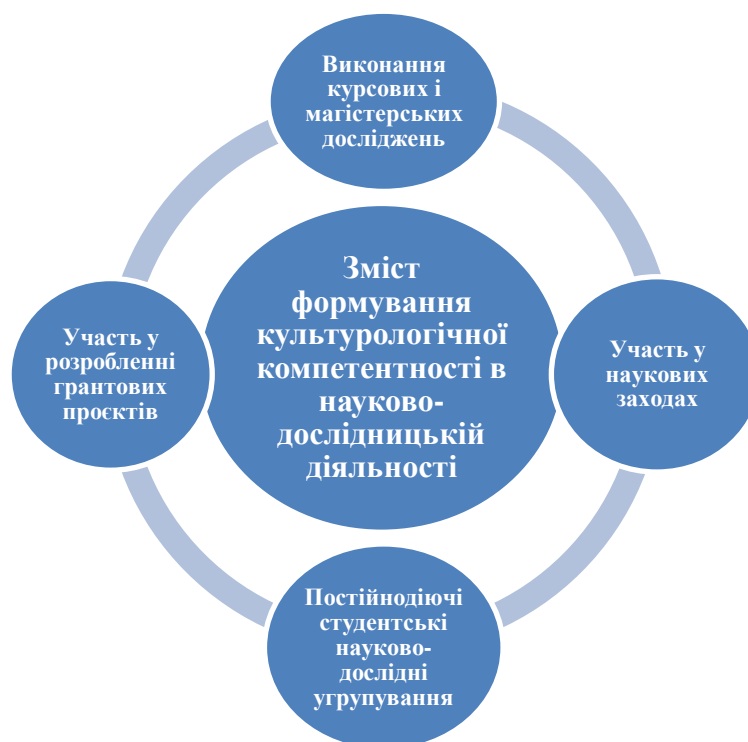 Виконання
курсових і
магістерських
досліджень
Зміст
формування
культурологічної
компетентності в
науково-
дослідницькій
діяльності
Участь у
розробленні
грантових
проєктів
Участь у
наукових
заходах
Постійнодіючі
студентські
науково-
дослідні
угрупування